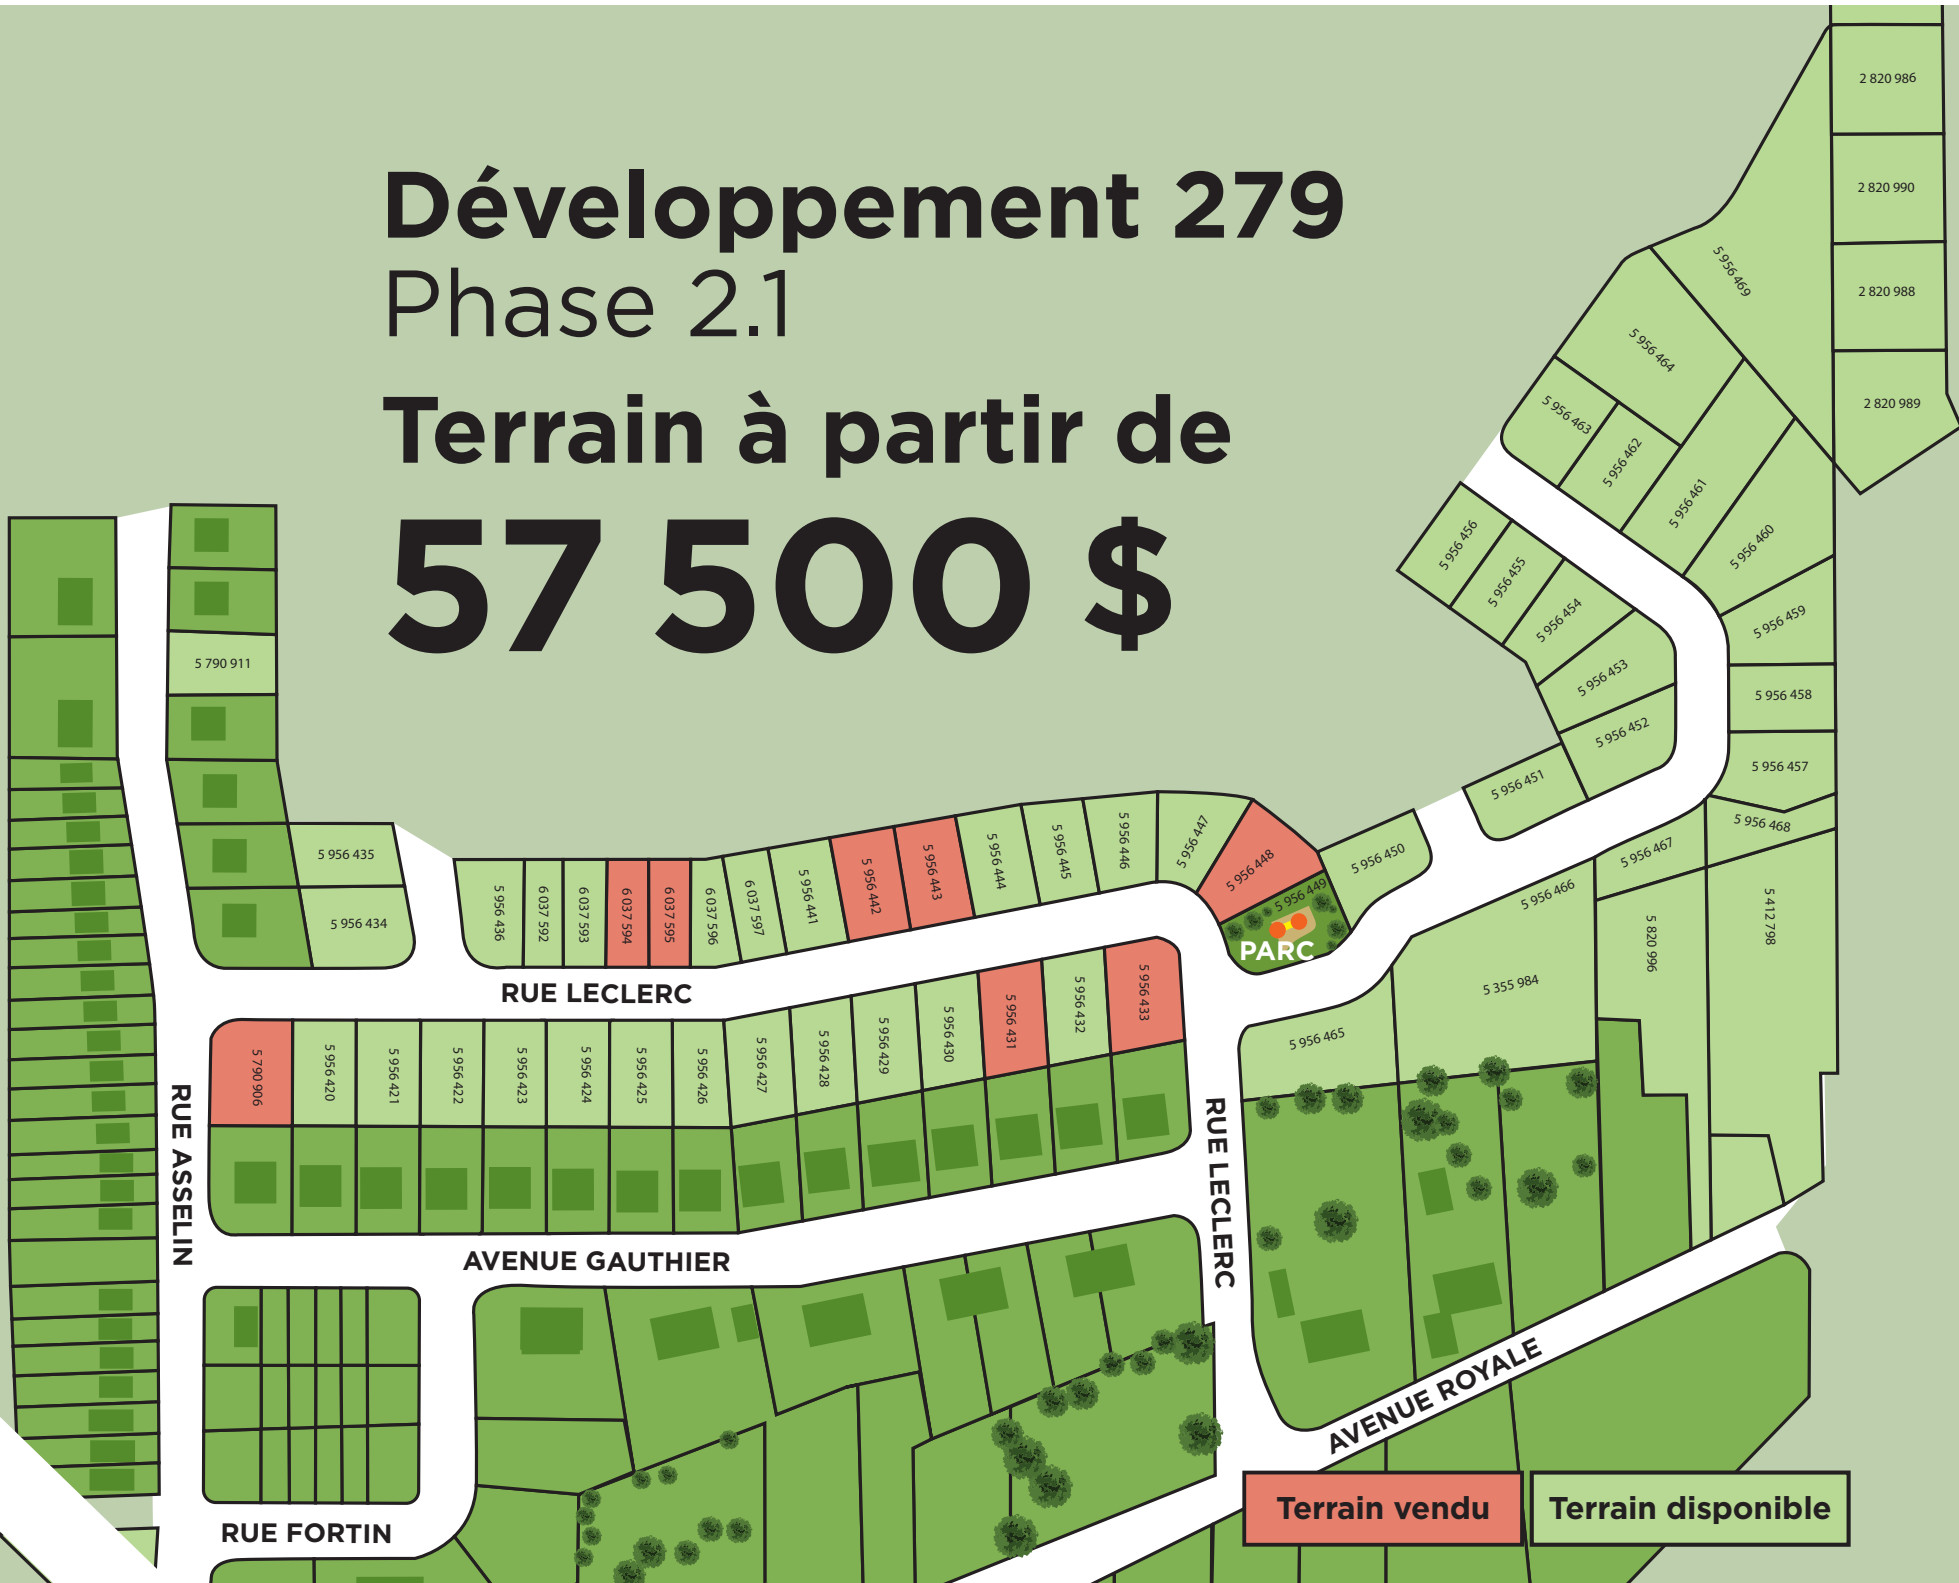 Développement 279
Phase 2.1
Terrain à partir de
57 500 $
2 820 986
2 820 990
2 820 988
2 820 989
5 956 469
5 956 464
5 956 463
5 956 462
5 956 461
5 956 460
5 956 459
5 956 458
5 956 457
5 956 468
5 956 467
5 956 466
5 956 456
5 956 455
5 956 454
5 956 453
5 956 452
5 956 451
5 956 450
5 956 449
PARC
5 956 448
5 956 447
5 956 446
5 956 445
5 956 444
5 956 443
5 956 442
5 956 441
6 037 597
6 037 596
6 037 595
6 037 594
6 037 593
6 037 592
5 956 436
5 790 911
5 956 435
5 956 434
RUE LECLERC
5 790 906
5 956 420
5 956 421
5 956 422
5 956 423
5 956 424
5 956 425
5 956 426
5 956 427
5 956 428
5 956 429
5 956 430
5 956 431
5 956 432
5 956 433
5 956 465
5 355 984
5 820 996
5 412 798
RUE ASSELIN
RUE LECLERC
AVENUE GAUTHIER
AVENUE ROYALE
RUE FORTIN
Terrain vendu
Terrain disponible